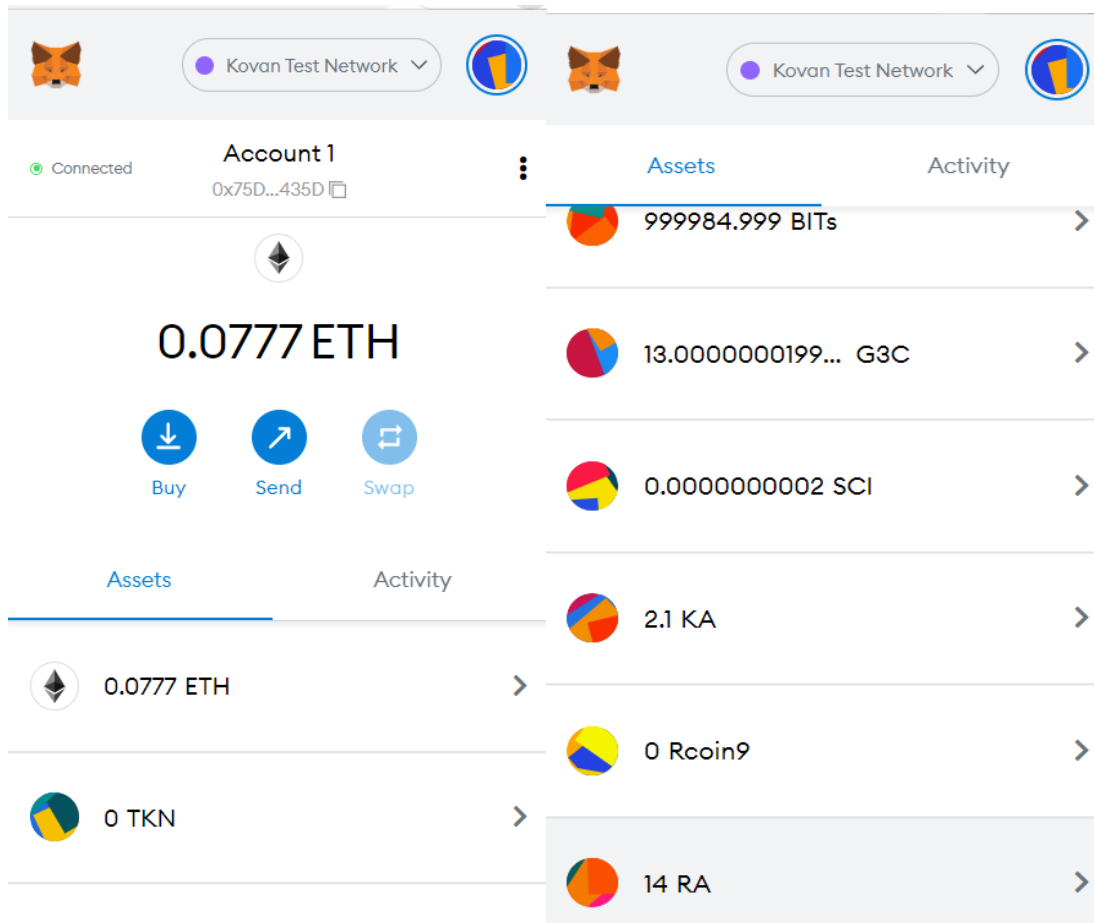 Kovan Test Network
Connected
Account 1
0x75D...435D
0.0777 ETH
Buy
Send
Swap
Assets
Activity
0.0777 ETH
0 TKN
Kovan Test Network
Assets
Activity
999984.999 BITs
13.0000000199... G3C
0.0000000002 SCI
2.1 KA
0 Rcoin9
14 RA